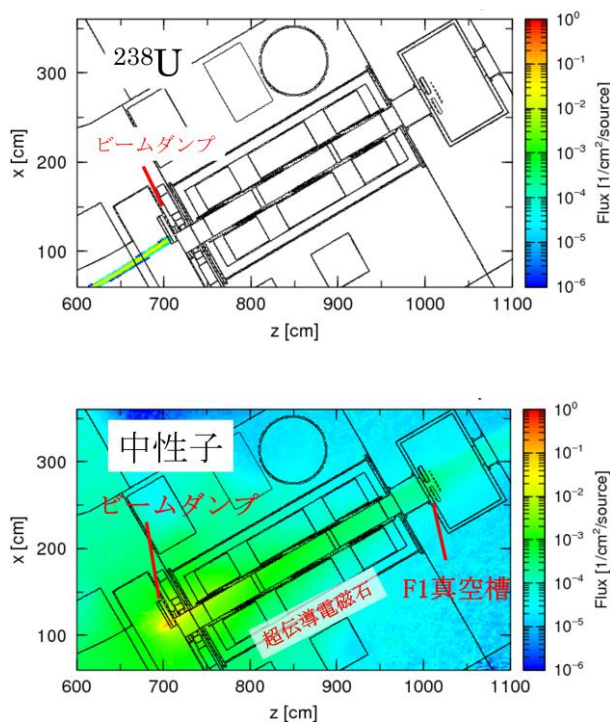 ²³⁸U
ビームダンプ
x [cm]
300
200
100
600 700 800 900 1000 1100
z [cm]
10⁰
10⁻¹
10⁻²
10⁻³
10⁻⁴
10⁻⁵
10⁻⁶
Flux [1/cm²/source]
中性子
ビームダンプ
F1真空槽
超伝導電磁石
x [cm]
300
200
100
600 700 800 900 1000 1100
z [cm]
10⁰
10⁻¹
10⁻²
10⁻³
10⁻⁴
10⁻⁵
10⁻⁶
Flux [1/cm²/source]